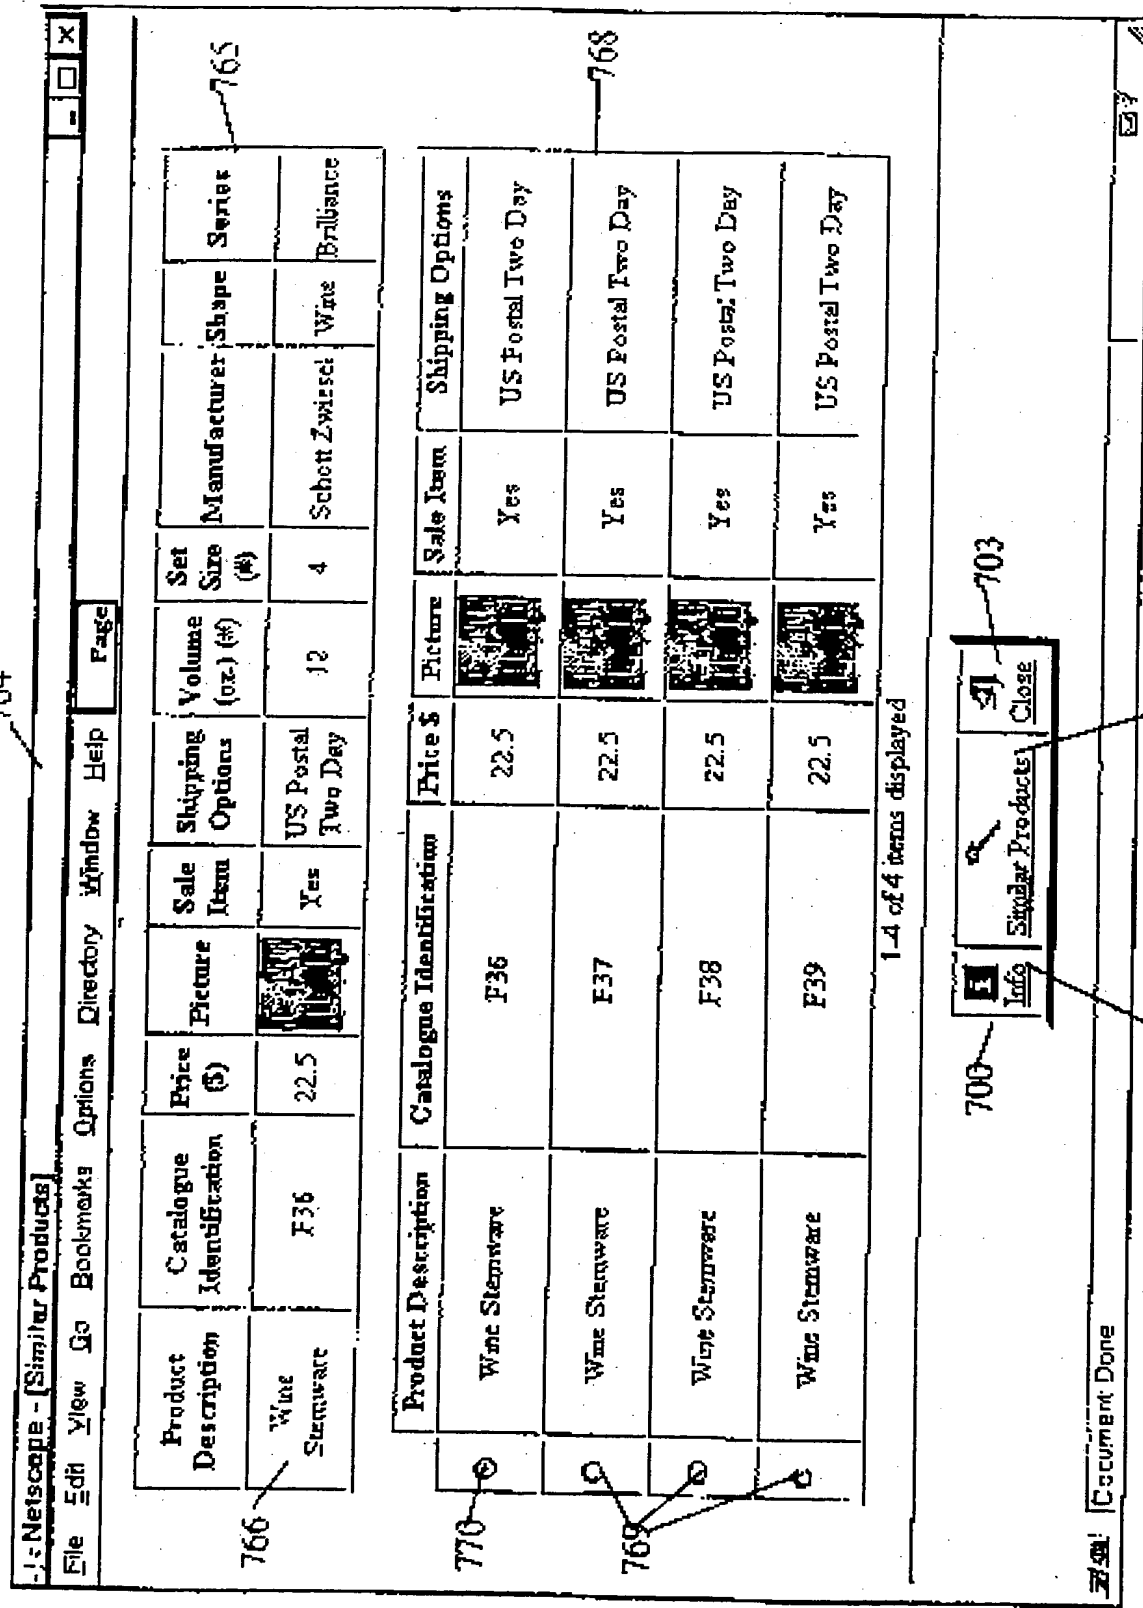 Netscape - [Similar Products]
File Edit View Go Bookmarks Options Directory Window Help Page
Product Description Catalogue Identification Price ($) Picture Sale Item Shipping Options Volume (oz.) (#) Set Size (#) Manufacturer Shape Series
765
766
Wine Stemware F36 22.5 Yes US Postal Two Day 12 4 Schott Zwiesel Wine Brilliance
Product Description Catalogue Identification Price $ Picture Sale Item Shipping Options
768
770
Wine Stemware F36 22.5 Yes US Postal Two Day
Wine Stemware F37 22.5 Yes US Postal Two Day
769
Wine Stemware F38 22.5 Yes US Postal Two Day
Wine Stemware F39 22.5 Yes US Postal Two Day
1-4 of 4 items displayed
700
Info Similar Products Close
703
Document Done